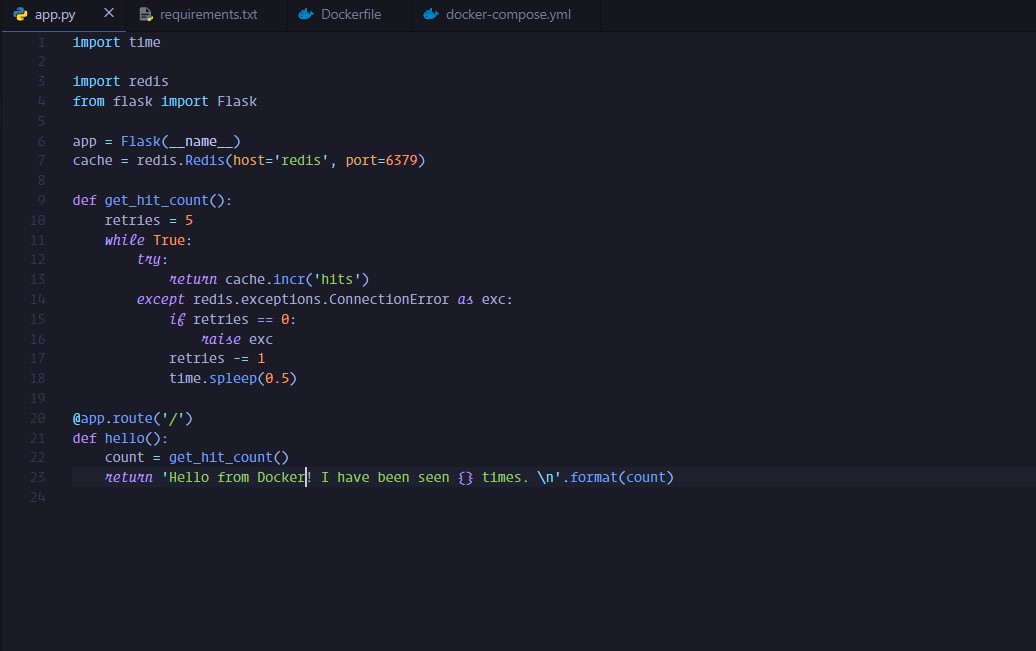 app.py × requirements.txt Dockerfile docker-compose.yml
1 import time
2
3 import redis
4 from flask import Flask
5
6 app = Flask(__name__)
7 cache = redis.Redis(host='redis', port=6379)
8
9 def get_hit_count():
10     retries = 5
11     while True:
12         try:
13             return cache.incr('hits')
14         except redis.exceptions.ConnectionError as exc:
15             if retries == 0:
16                 raise exc
17             retries -= 1
18             time.spleep(0.5)
19
20 @app.route('/')
21 def hello():
22     count = get_hit_count()
23     return 'Hello from Docker! I have been seen {} times. \n'.format(count)
24